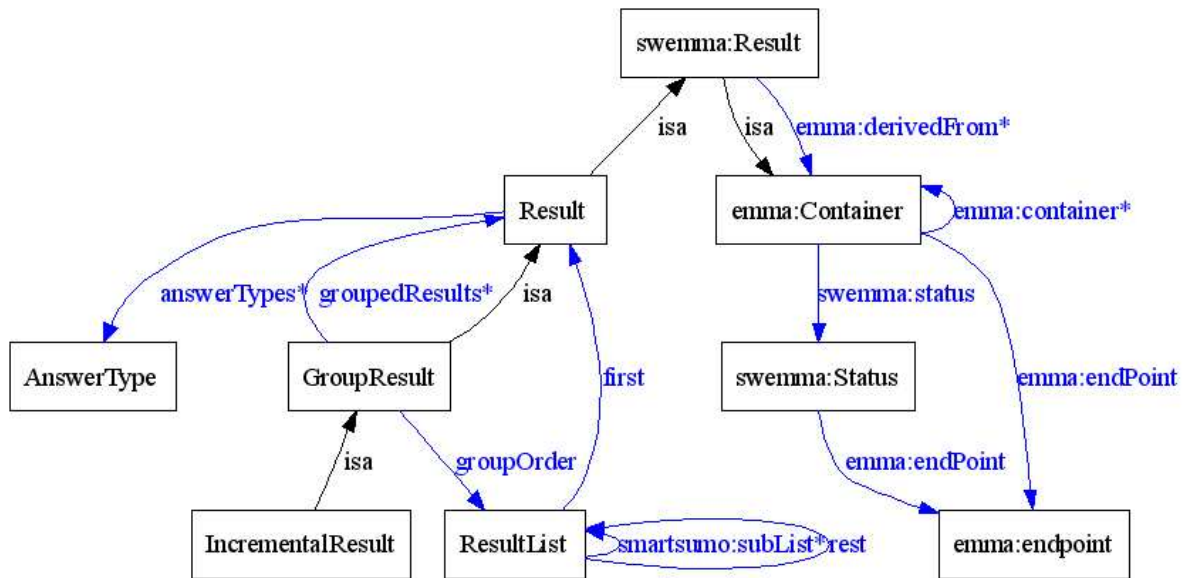 swemma:Result
isa
isa
emma:derivedFrom*
Result
emma:Container
emma:container*
answerTypes*
groupedResults*
isa
swemma:status
AnswerType
GroupResult
first
swemma:Status
emma:endPoint
isa
groupOrder
emma:endPoint
IncrementalResult
ResultList
smartsumo:subList*
rest
emma:endpoint